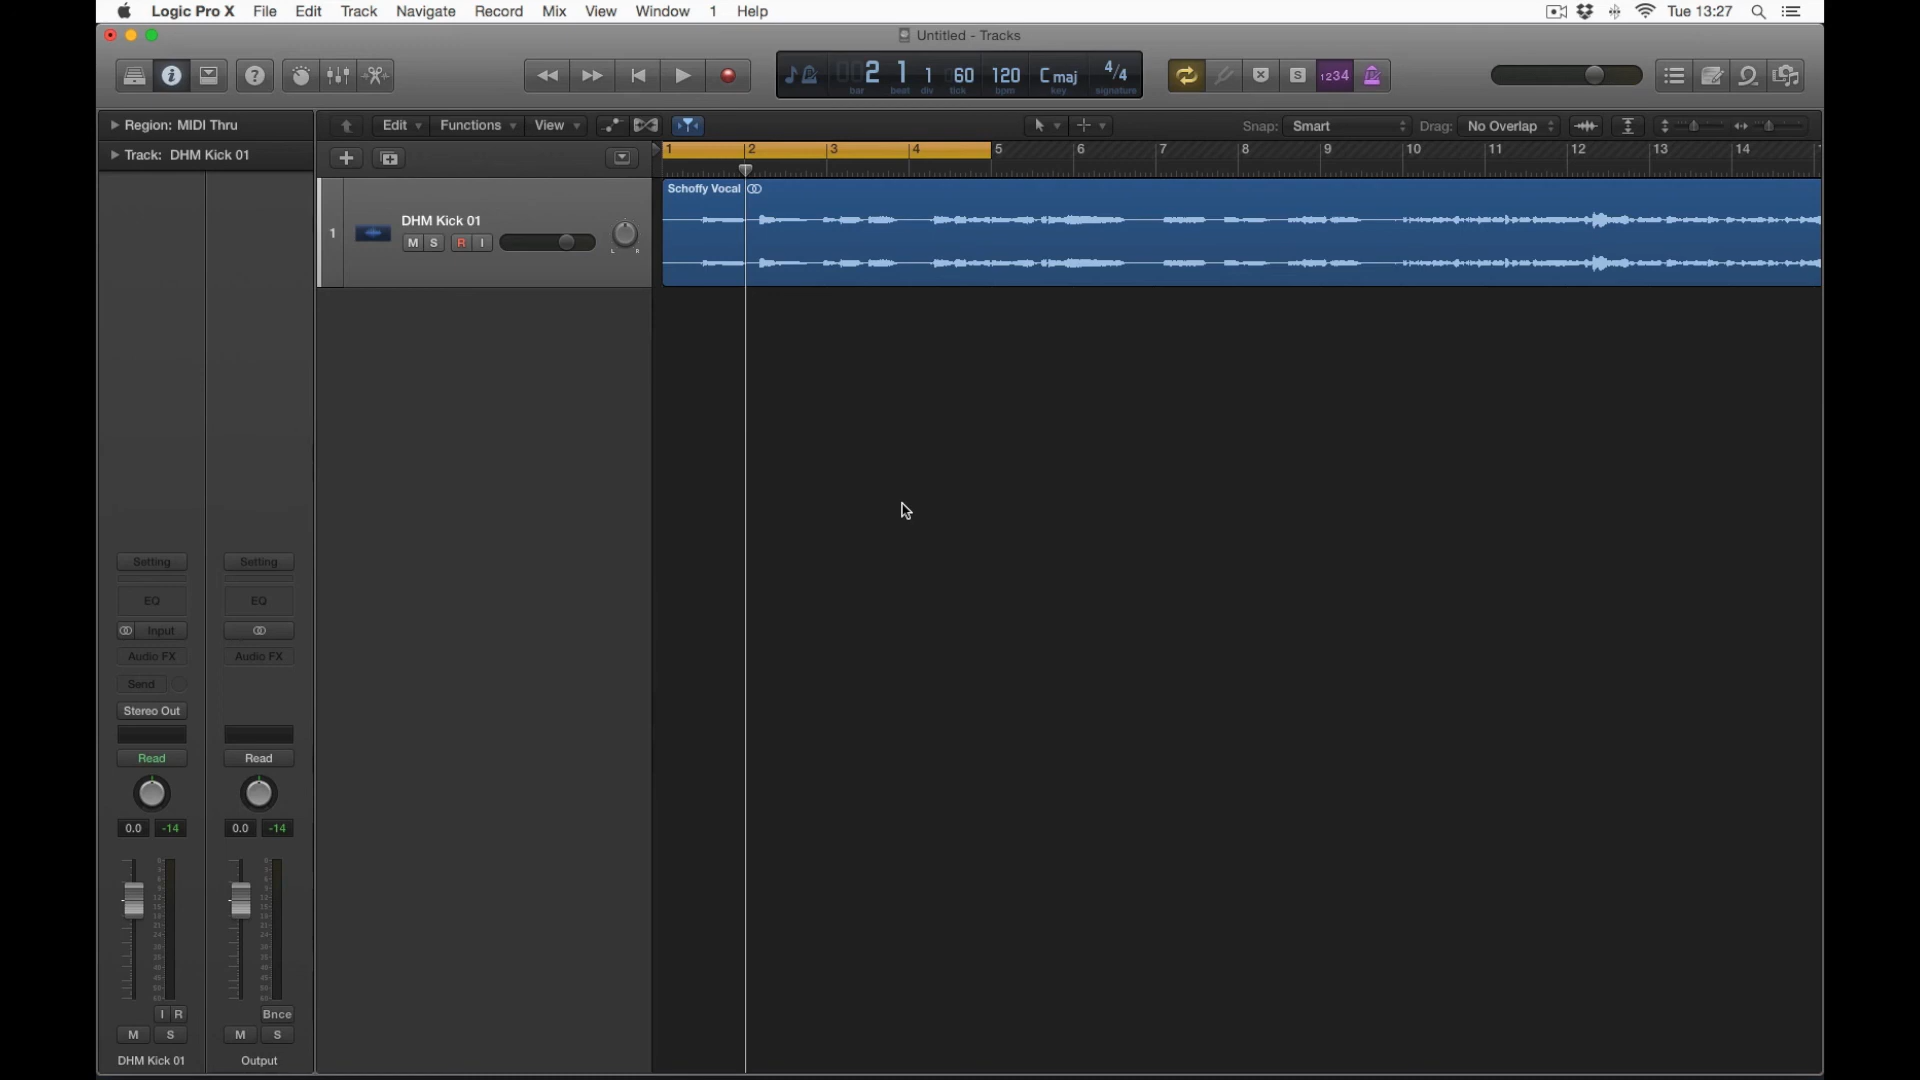 Logic Pro X File Edit Track Navigate Record Mix View Window 1 Help Tue 13:27
Untitled - Tracks
2 1 1 60 120 C maj 4/4
bar beat div tick bpm key signature
S 1234
Region: MIDI Thru Edit Functions View Snap: Smart Drag: No Overlap
Track: DHM Kick 01 1 2 3 4 5 6 7 8 9 10 11 12 13 14
Schoffy Vocal
1 DHM Kick 01
M S R I L R
Setting Setting
EQ EQ
Input
Audio FX Audio FX
Send
Stereo Out
Read Read
0.0 -14 0.0 -14
I R Bnce
M S M S
DHM Kick 01 Output